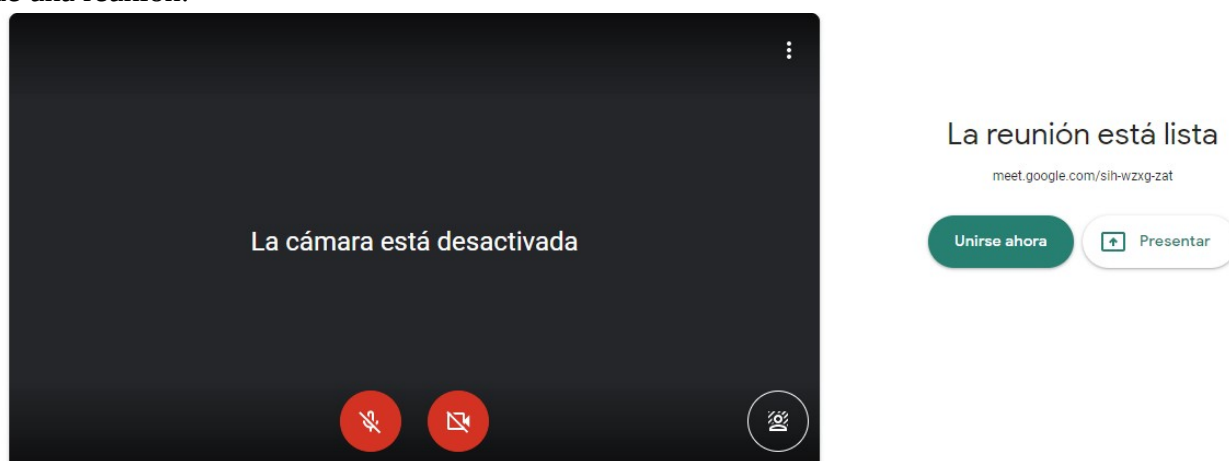 La cámara está desactivada
La reunión está lista
meet.google.com/sih-wzxg-zat
Unirse ahora
Presentar